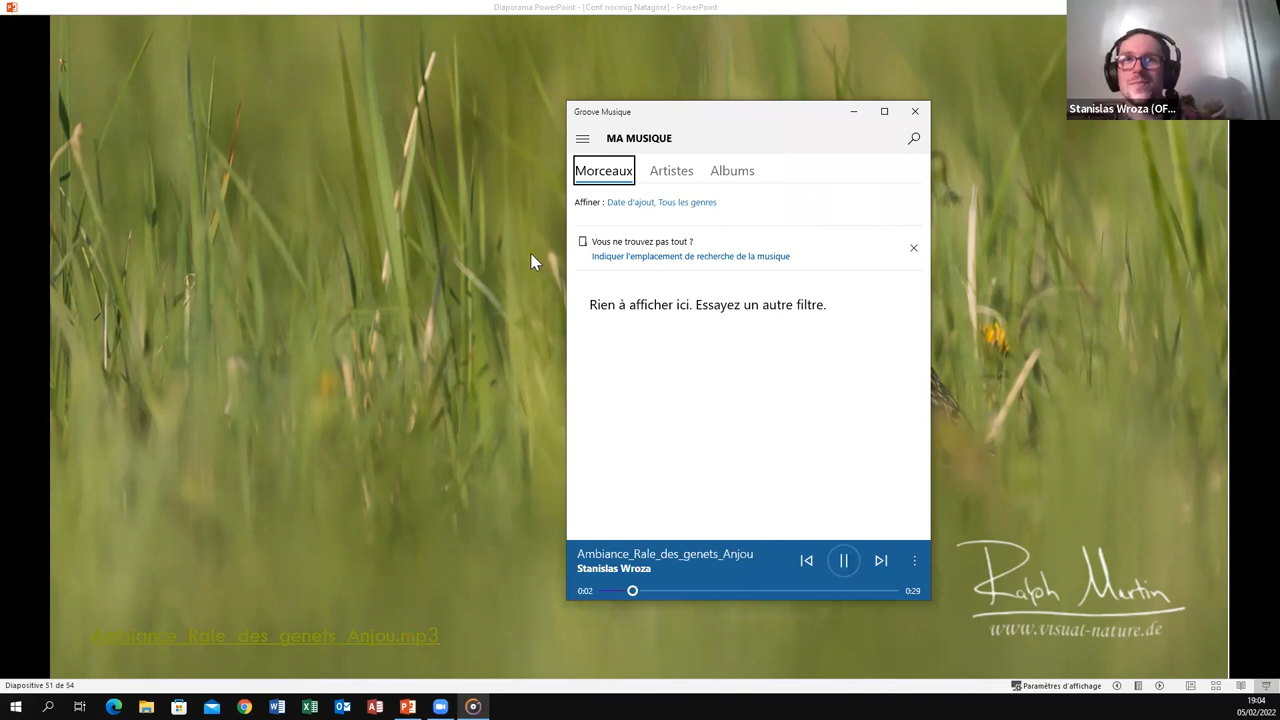 Diaporama PowerPoint - [Conf nocmig Natagora] - PowerPoint
Stanislas Wroza (OF...
Groove Musique
MA MUSIQUE
Morceaux Artistes Albums
Affiner : Date d'ajout, Tous les genres
Vous ne trouvez pas tout ?
Indiquer l'emplacement de recherche de la musique
Rien à afficher ici. Essayez un autre filtre.
Ambiance_Rale_des_genets_Anjou
Stanislas Wroza
0:02 0:29
Ralph Martin
www.visual-nature.de
Ambiance_Rale_des_genets_Anjou.mp3
Diapositive 51 de 54
Paramètres d'affichage
19:04
05/02/2022